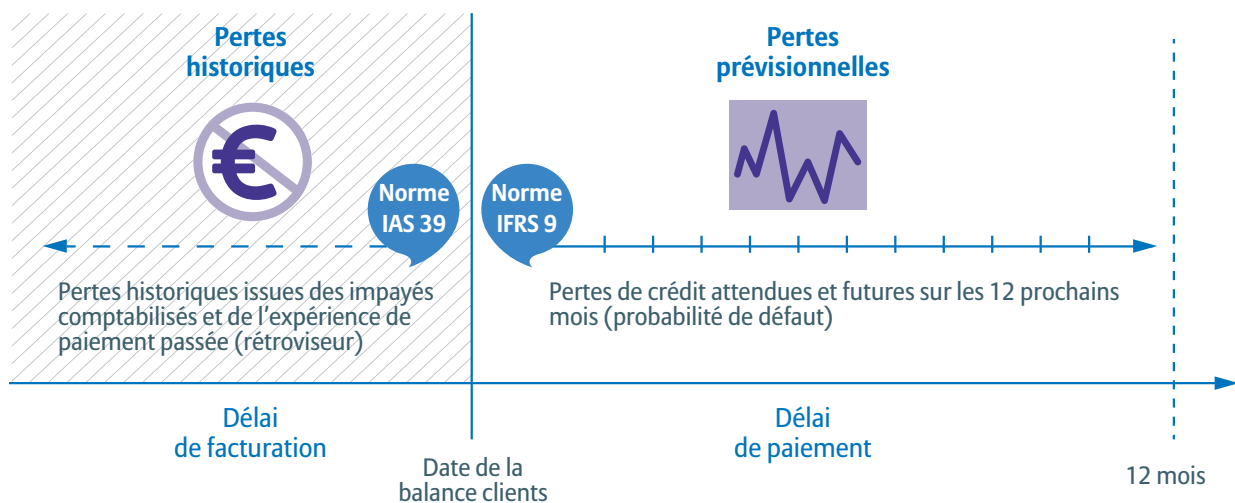 Pertes
historiques
Pertes
prévisionnelles
€
Norme
IAS 39
Norme
IFRS 9
Pertes historiques issues des impayés
comptabilisés et de l’expérience de
paiement passée (rétroviseur)
Pertes de crédit attendues et futures sur les 12 prochains
mois (probabilité de défaut)
Délai
de facturation
Délai
de paiement
Date de la
balance clients
12 mois